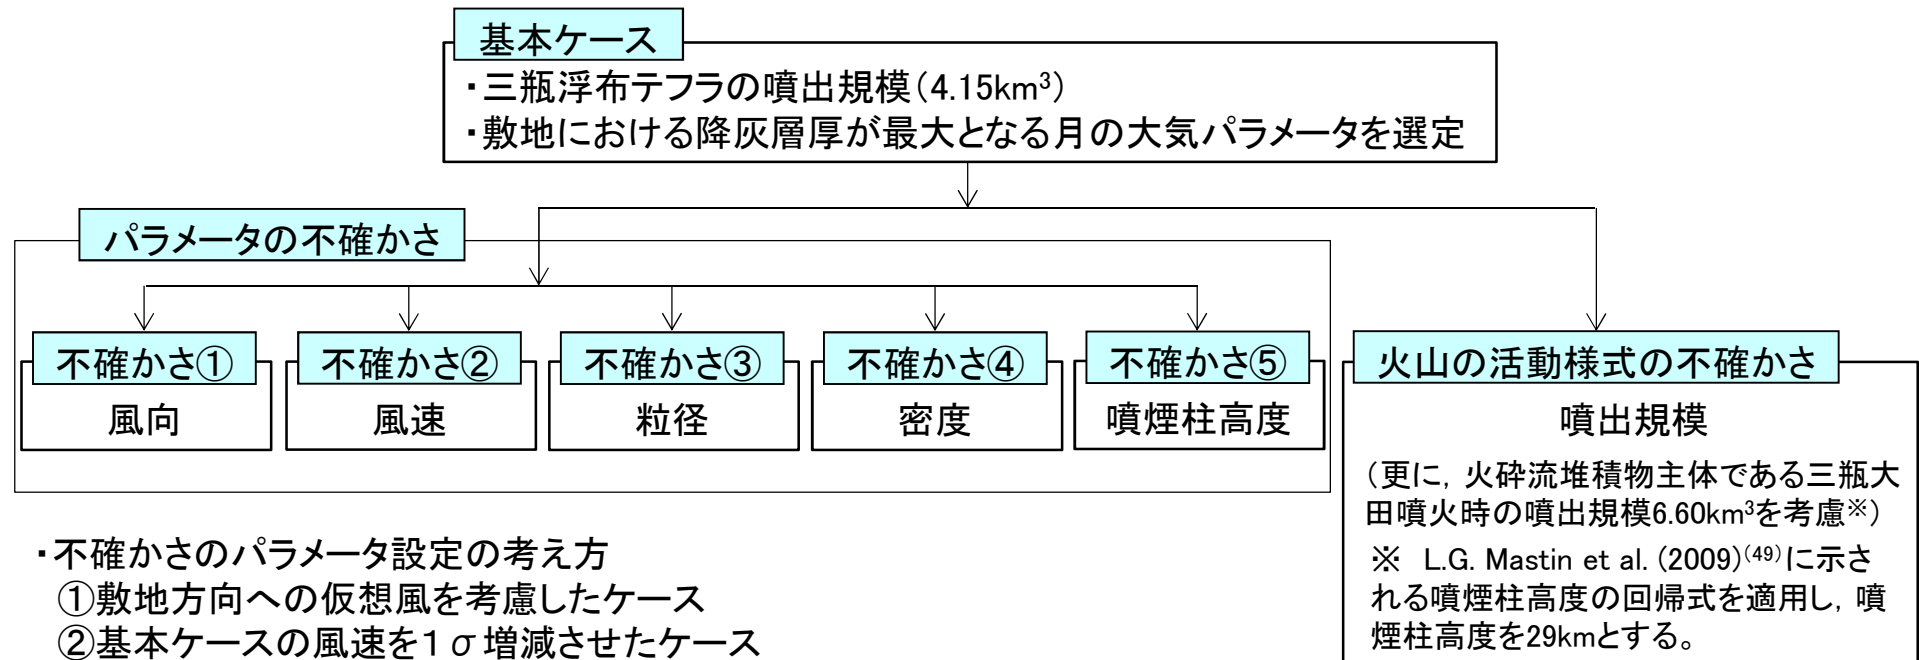 基本ケース
・三瓶浮布テフラの噴出規模(4.15km³)
・敷地における降灰層厚が最大となる月の大気パラメータを選定
パラメータの不確かさ
不確かさ①
風向
不確かさ②
風速
不確かさ③
粒径
不確かさ④
密度
不確かさ⑤
噴煙柱高度
火山の活動様式の不確かさ
噴出規模
(更に,火砕流堆積物主体である三瓶大
田噴火時の噴出規模6.60km³を考慮※)
※ L.G. Mastin et al. (2009)⁽⁴⁹⁾に示さ
れる噴煙柱高度の回帰式を適用し,噴
煙柱高度を29kmとする。
・不確かさのパラメータ設定の考え方
①敷地方向への仮想風を考慮したケース
②基本ケースの風速を1σ増減させたケース